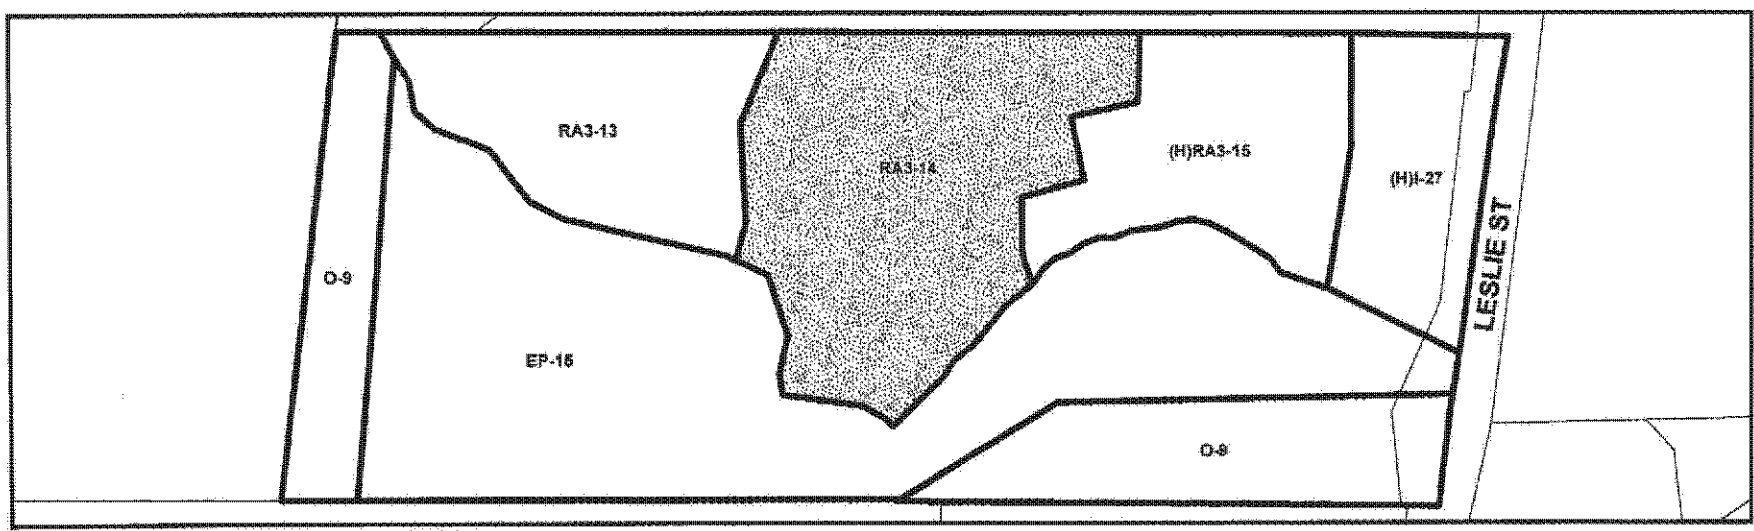 RA3-13
RA3-14
(H)RA3-15
(H)I-27
LESLIE ST
O-9
EP-15
O-9